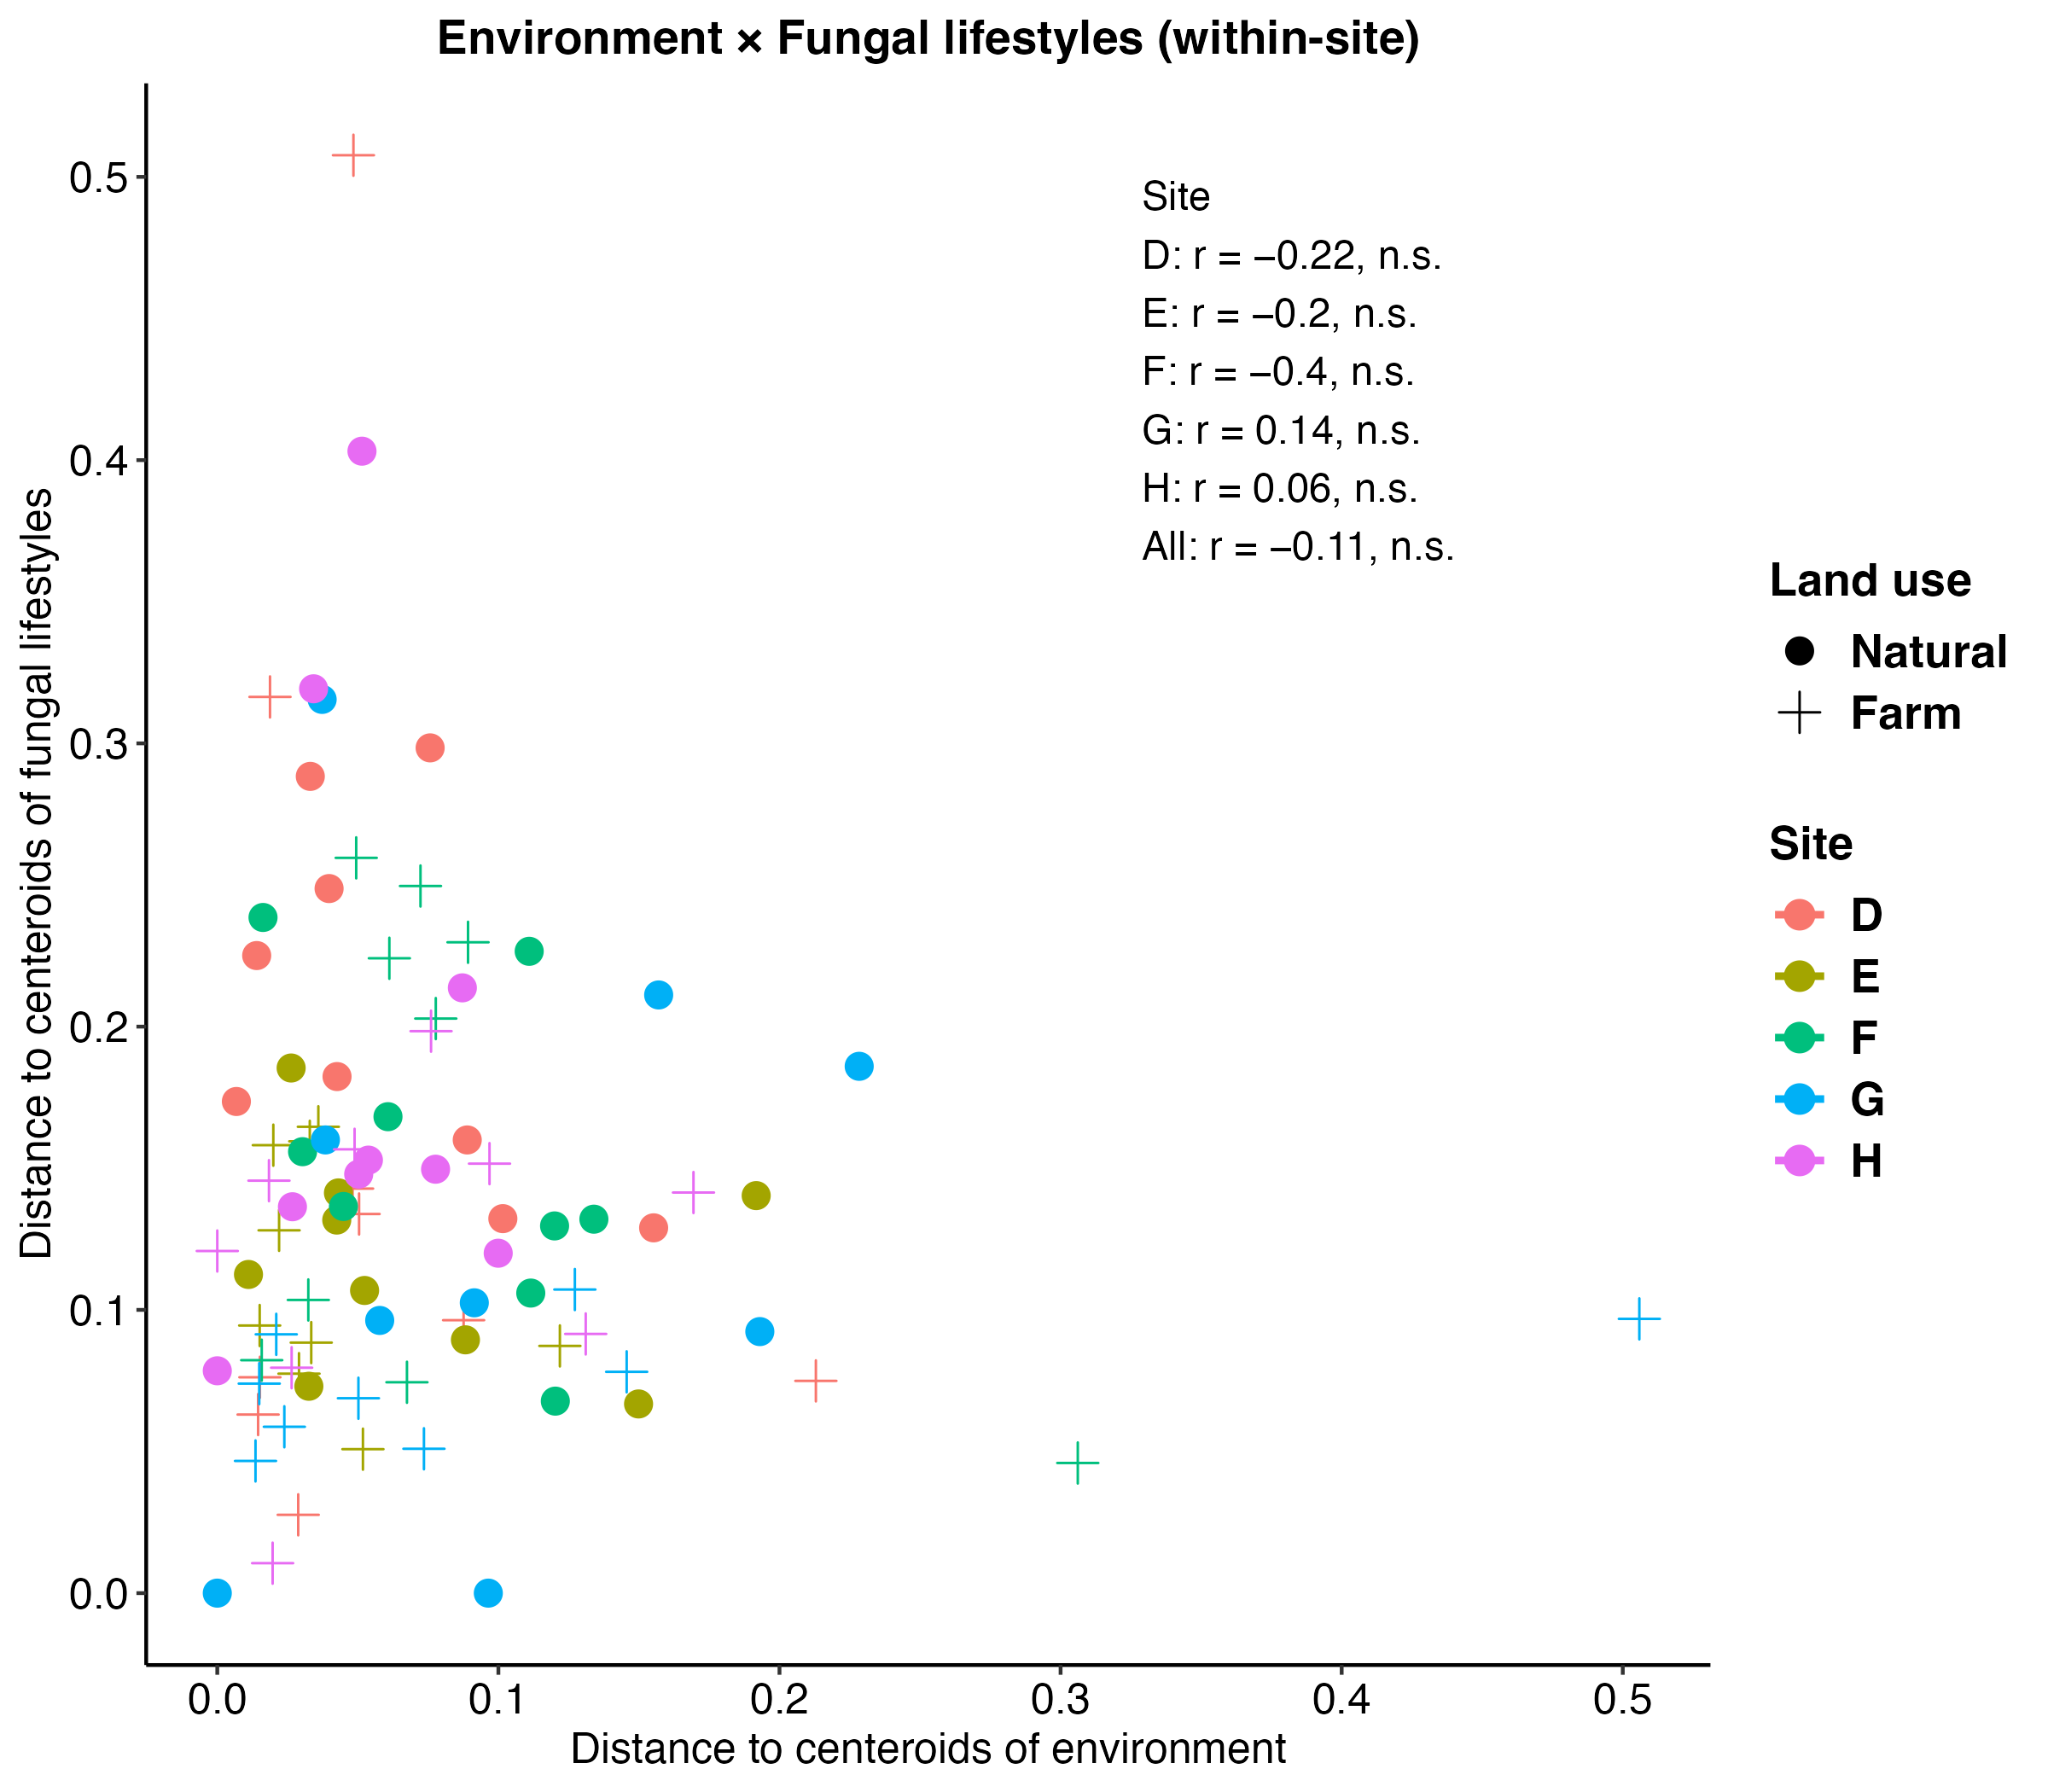 Environment × Fungal lifestyles (within-site)
Distance to centeroids of fungal lifestyles
0.5
0.4
0.3
0.2
0.1
0.0
Site
D: r = −0.22, n.s.
E: r = −0.2, n.s.
F: r = −0.4, n.s.
G: r = 0.14, n.s.
H: r = 0.06, n.s.
All: r = −0.11, n.s.
Land use
Natural
Farm
Site
D
E
F
G
H
0.0 0.1 0.2 0.3 0.4 0.5
Distance to centeroids of environment